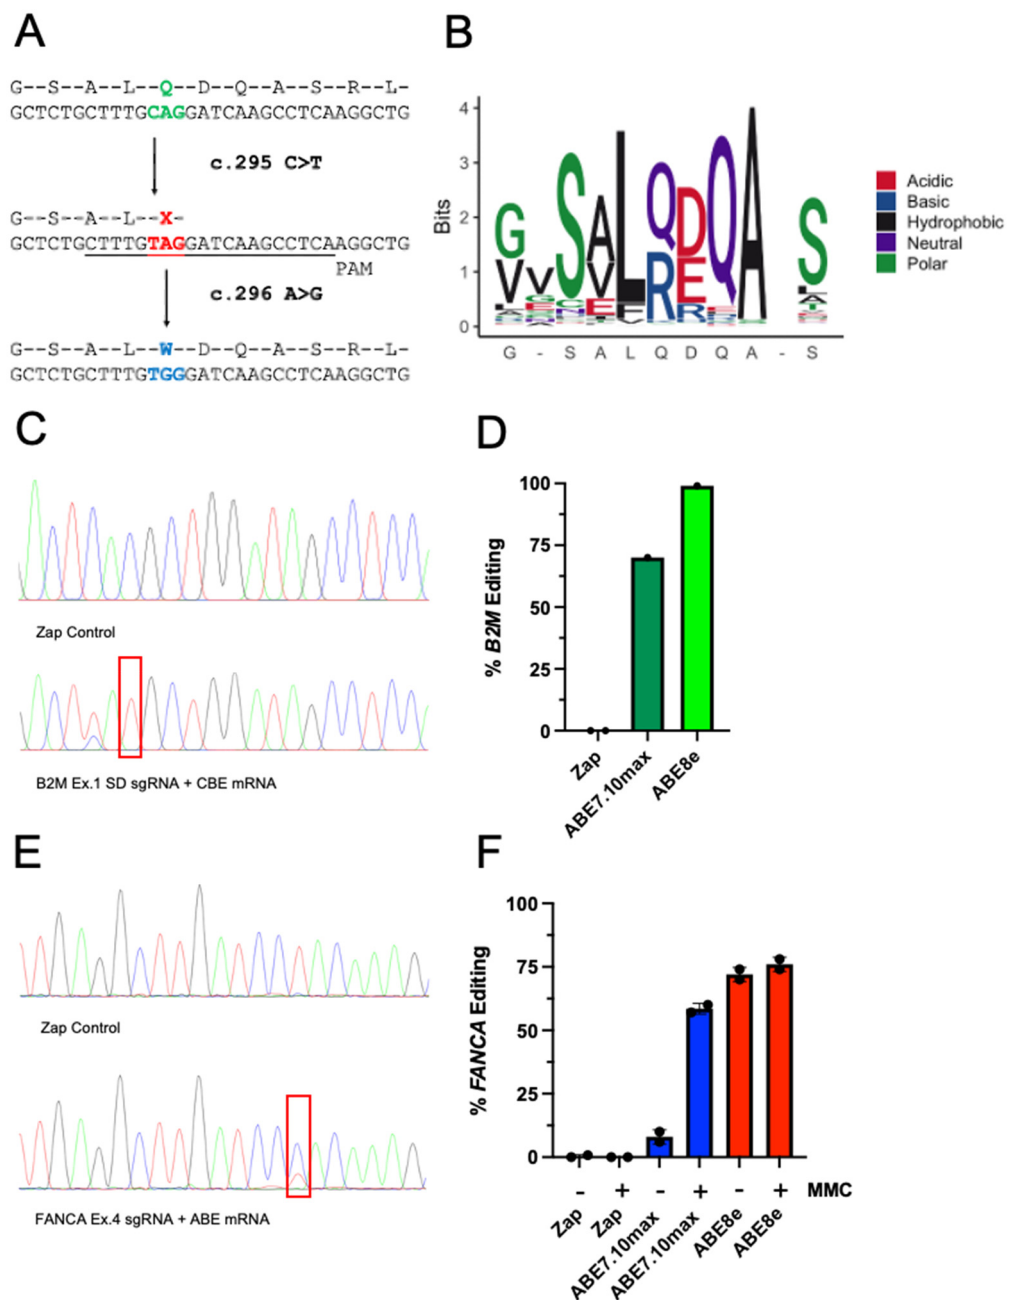 A
G--S--A--L--Q--D--Q--A--S--R--L-
GCTCTGCTTTGCAGGATCAAGCCTCAAGGCTG
c.295 C>T
G--S--A--L--X-
GCTCTGCTTTGTAGGATCAAGCCTCAAGGCTG
PAM
c.296 A>G
G--S--A--L--W--D--Q--A--S--R--L-
GCTCTGCTTTGTGGGATCAAGCCTCAAGGCTG
B
Bits
4
3
2
1
0
G - S A L Q D Q A - S
Acidic
Basic
Hydrophobic
Neutral
Polar
C
Zap Control
B2M Ex.1 SD sgRNA + CBE mRNA
D
% B2M Editing
100
75
50
25
0
Zap
ABE7.10max
ABE8e
E
Zap Control
FANCA Ex.4 sgRNA + ABE mRNA
F
% FANCA Editing
100
75
50
25
0
- + - + - + MMC
Zap
Zap
ABE7.10max
ABE7.10max
ABE8e
ABE8e